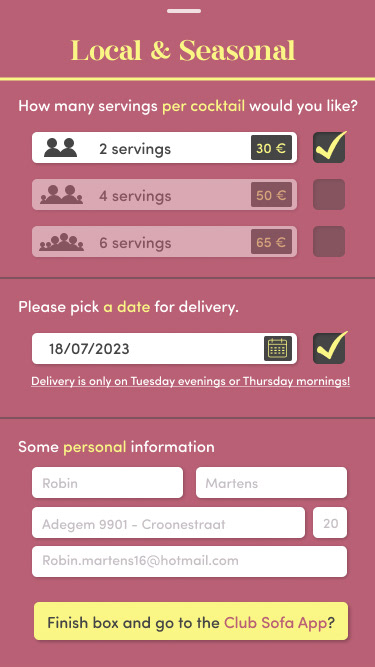 Local & Seasonal
How many servings per cocktail would you like?
2 servings 30 €
4 servings 50 €
6 servings 65 €
Please pick a date for delivery.
18/07/2023
Delivery is only on Tuesday evenings or Thursday mornings!
Some personal information
Robin Martens
Adegem 9901 - Croonestraat 20
Robin.martens16@hotmail.com
Finish box and go to the Club Sofa App?